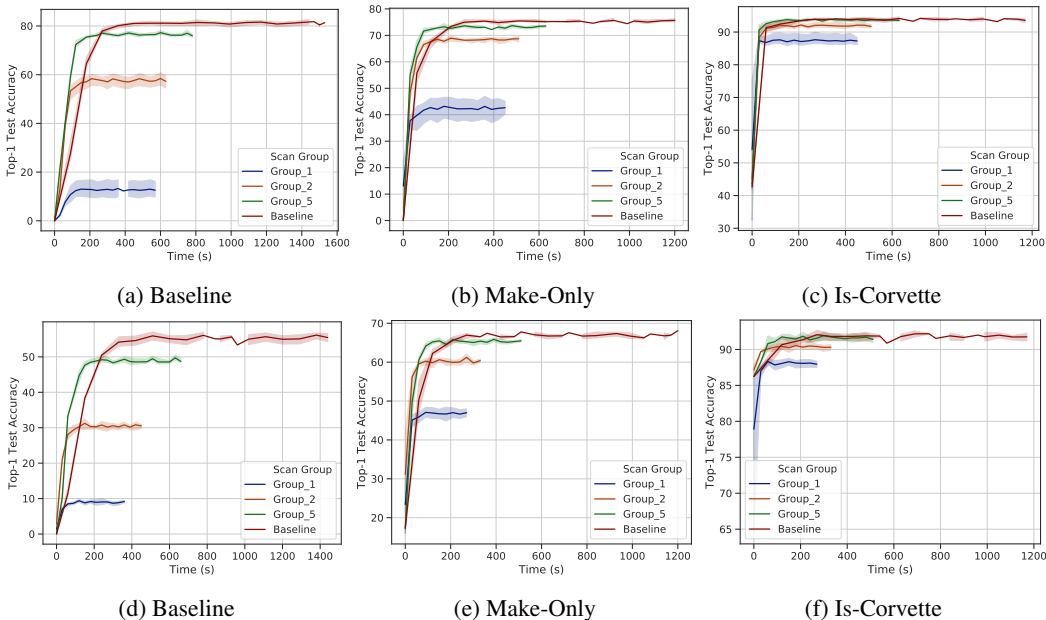 Top-1 Test Accuracy
80
60
40
20
0
0 200 400 600 800 1000 1200 1400 1600
Time (s)
Scan Group
Group_1
Group_2
Group_5
Baseline
(a) Baseline
Top-1 Test Accuracy
80
70
60
50
40
30
20
10
0
0 200 400 600 800 1000 1200
Time (s)
Scan Group
Group_1
Group_2
Group_5
Baseline
(b) Make-Only
Top-1 Test Accuracy
90
80
70
60
50
40
30
0 200 400 600 800 1000 1200
Time (s)
Scan Group
Group_1
Group_2
Group_5
Baseline
(c) Is-Corvette
Top-1 Test Accuracy
50
40
30
20
10
0
0 200 400 600 800 1000 1200 1400
Time (s)
Scan Group
Group_1
Group_2
Group_5
Baseline
(d) Baseline
Top-1 Test Accuracy
70
60
50
40
30
20
0 200 400 600 800 1000 1200
Time (s)
Scan Group
Group_1
Group_2
Group_5
Baseline
(e) Make-Only
Top-1 Test Accuracy
90
85
80
75
70
65
0 200 400 600 800 1000 1200
Time (s)
Scan Group
Group_1
Group_2
Group_5
Baseline
(f) Is-Corvette